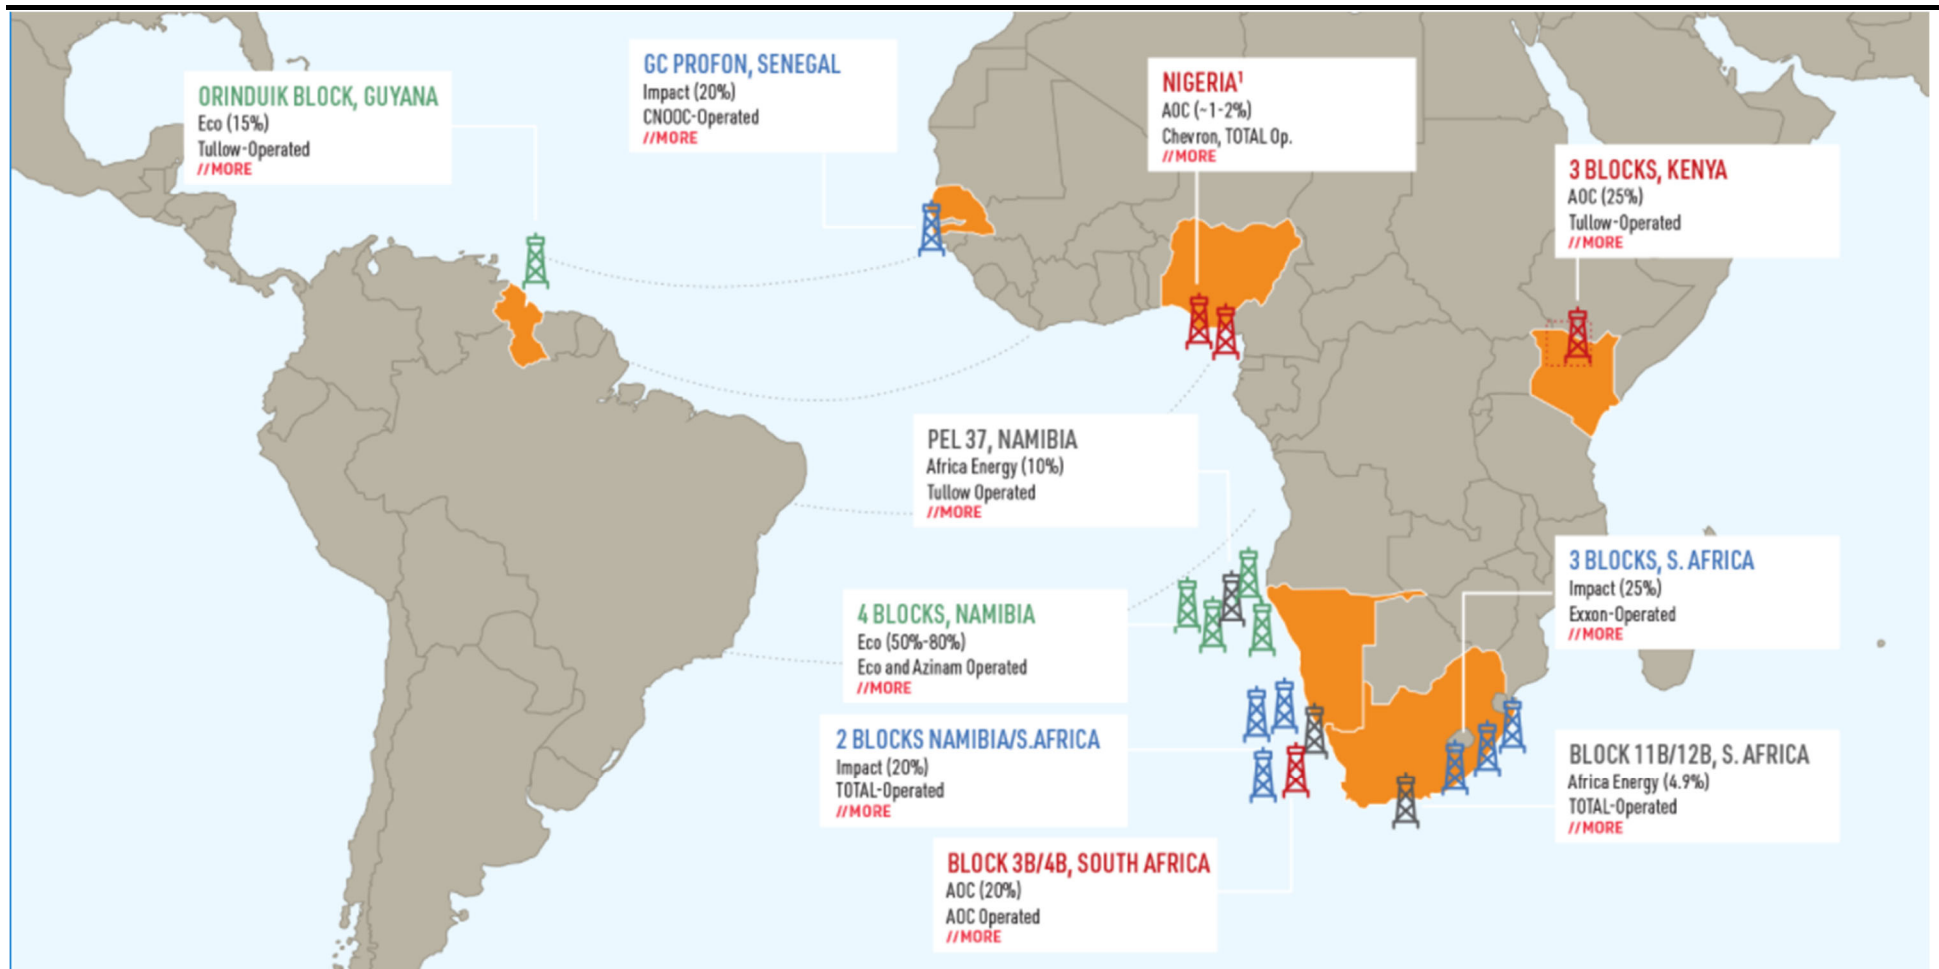 ORINDUIK BLOCK, GUYANA
Eco (15%)
Tullow-Operated
//MORE
GC PROFON, SENEGAL
Impact (20%)
CNOOC-Operated
//MORE
NIGERIA¹
AOC (~1-2%)
Chevron, TOTAL Op.
//MORE
3 BLOCKS, KENYA
AOC (25%)
Tullow-Operated
//MORE
PEL 37, NAMIBIA
Africa Energy (10%)
Tullow Operated
//MORE
4 BLOCKS, NAMIBIA
Eco (50%-80%)
Eco and Azinam Operated
//MORE
3 BLOCKS, S. AFRICA
Impact (25%)
Exxon-Operated
//MORE
2 BLOCKS NAMIBIA/S.AFRICA
Impact (20%)
TOTAL-Operated
//MORE
BLOCK 11B/12B, S. AFRICA
Africa Energy (4.9%)
TOTAL-Operated
//MORE
BLOCK 3B/4B, SOUTH AFRICA
AOC (20%)
AOC Operated
//MORE